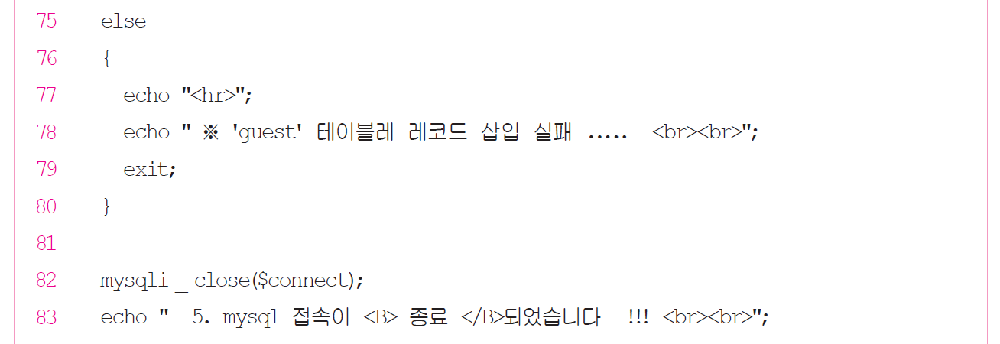 75 else
76 {
77 echo "<hr>";
78 echo " ※ 'guest' 테이블레 레코드 삽입 실패 ..... <br><br>";
79 exit;
80 }
81
82 mysqli _ close($connect);
83 echo " 5. mysql 접속이 <B> 종료 </B>되었습니다 !!! <br><br>";